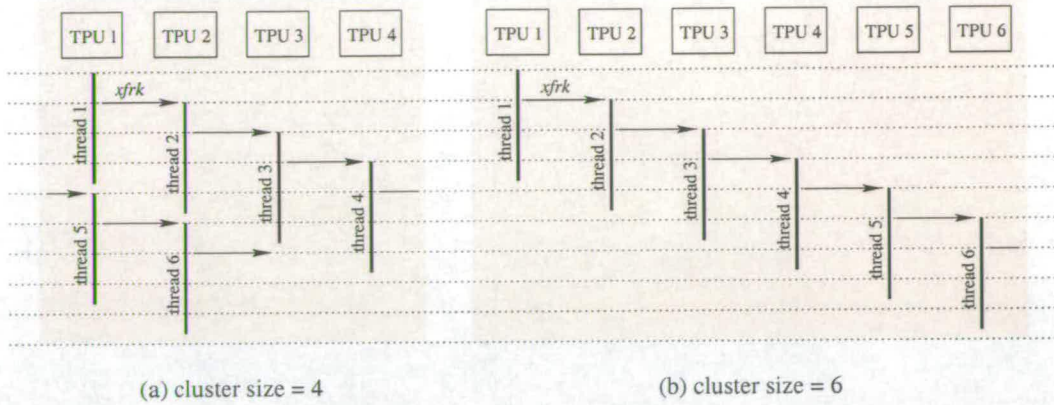 TPU 1 TPU 2 TPU 3 TPU 4
xfrk
thread 1
thread 2
thread 3
thread 4
thread 5
thread 6
(a) cluster size = 4
TPU 1 TPU 2 TPU 3 TPU 4 TPU 5 TPU 6
xfrk
thread 1
thread 2
thread 3
thread 4
thread 5
thread 6
(b) cluster size = 6